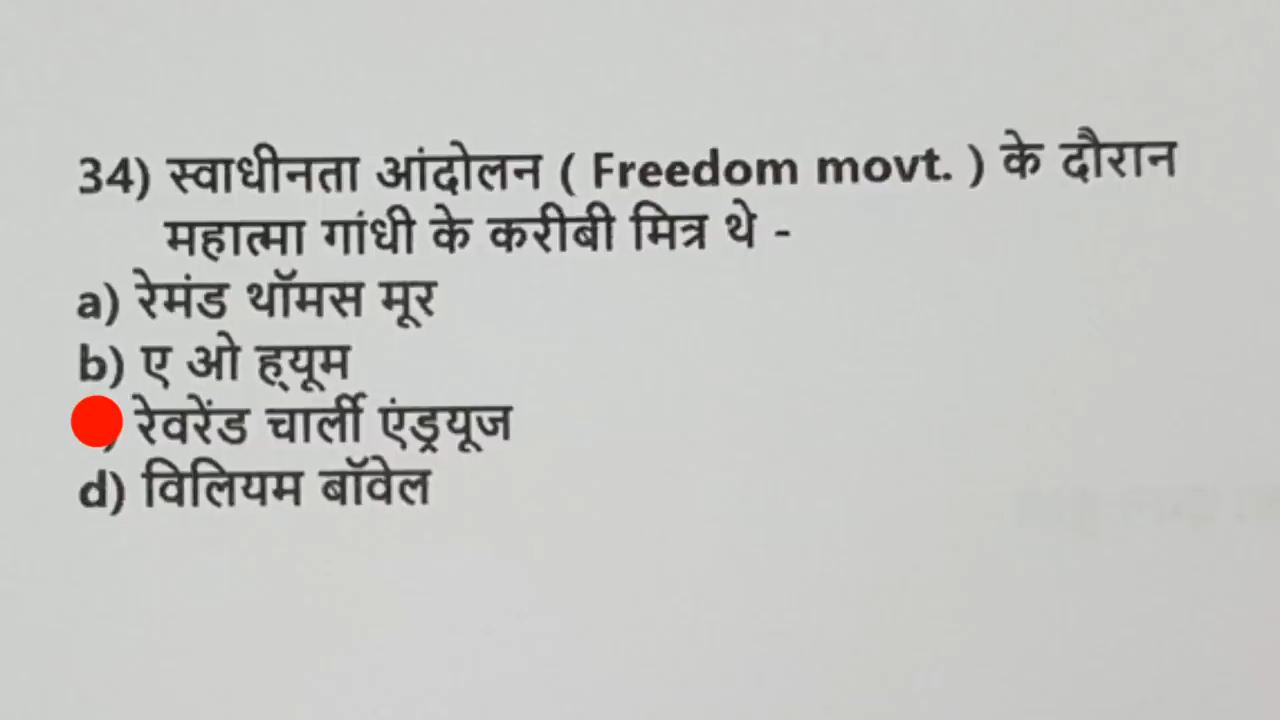 34) स्वाधीनता आंदोलन ( Freedom movt. ) के दौरान
महात्मा गांधी के करीबी मित्र थे -
a) रेमंड थॉमस मूर
b) ए ओ ह्यूम
) रेवरेंड चार्ली एंड्रयूज
d) विलियम बॉवेल